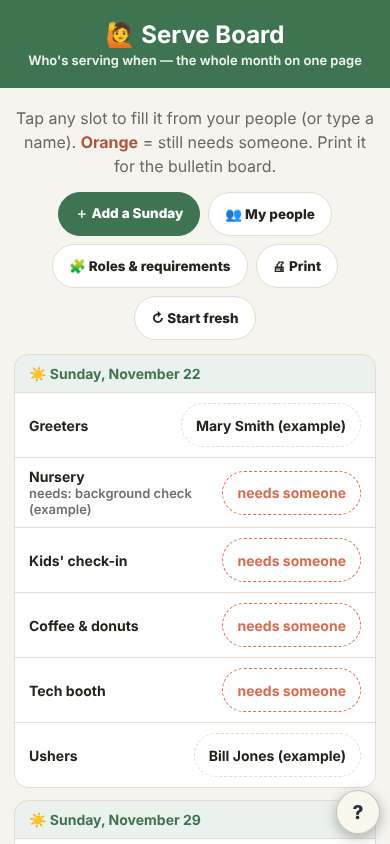 🙋 Serve Board
Who's serving when — the whole month on one page
Tap any slot to fill it from your people (or type a
name). Orange = still needs someone. Print it
for the bulletin board.
+ Add a Sunday
👥 My people
🧩 Roles & requirements
🖨 Print
↻ Start fresh
☀️ Sunday, November 22
Greeters
Mary Smith (example)
Nursery
needs: background check
(example)
needs someone
Kids' check-in
needs someone
Coffee & donuts
needs someone
Tech booth
needs someone
Ushers
Bill Jones (example)
☀️ Sunday, November 29
?